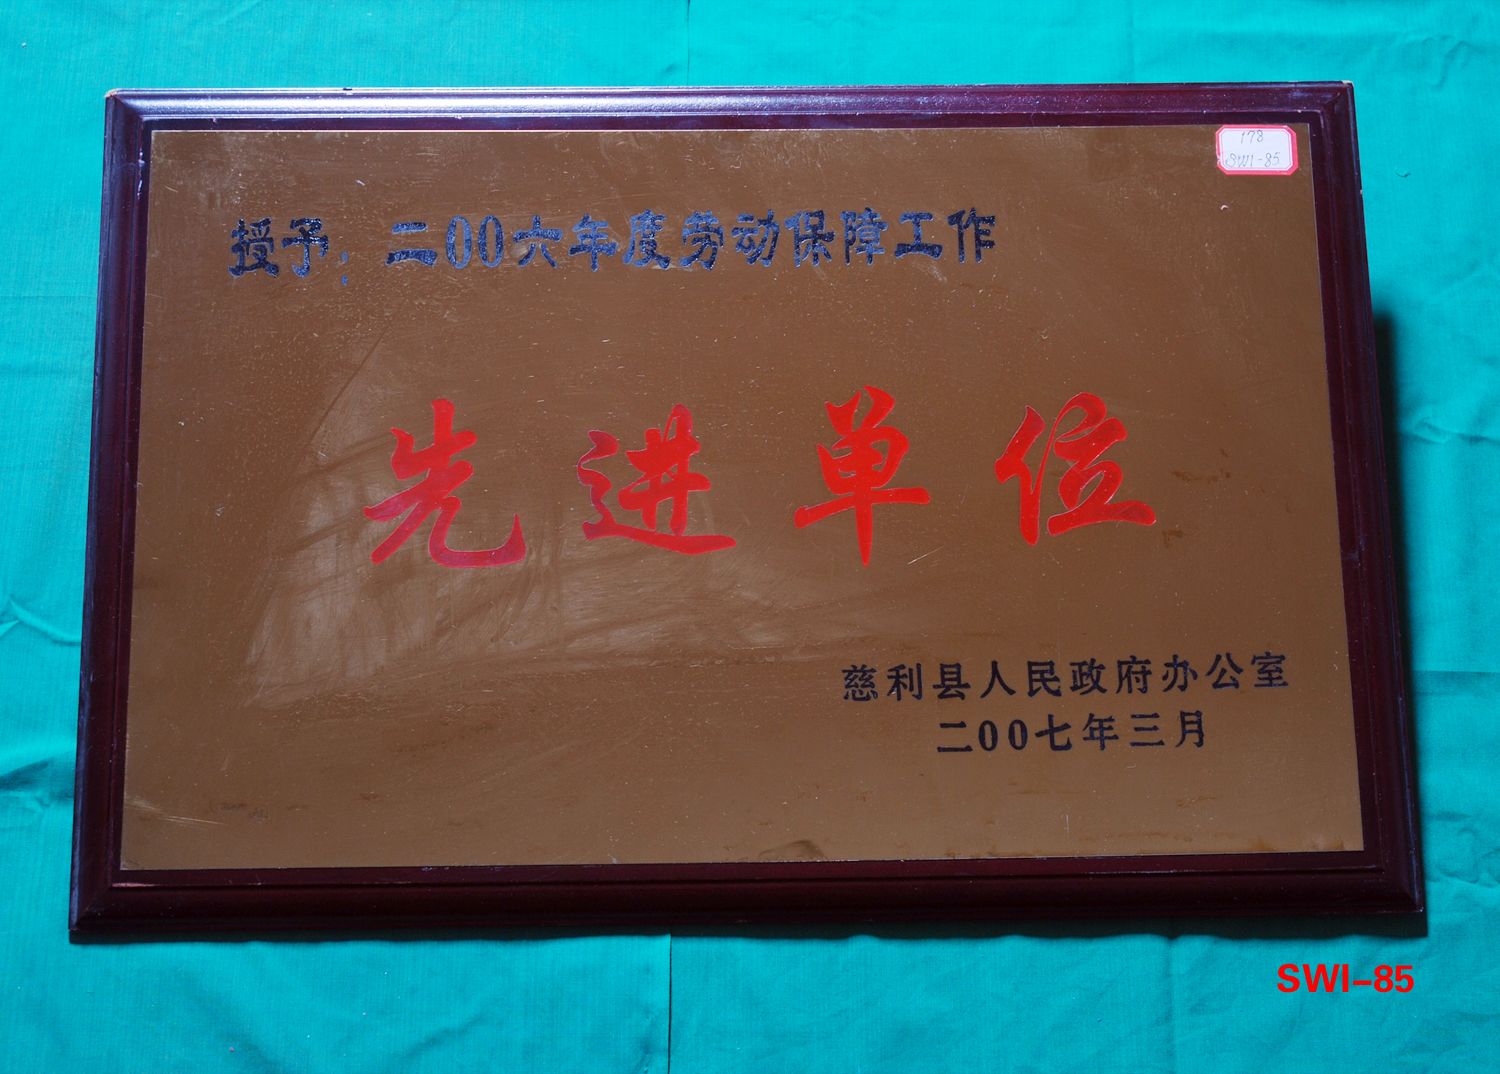 178
SWI-85
授予：二00六年度劳动保障工作
先进单位
慈利县人民政府办公室
二00七年三月
SWI-85